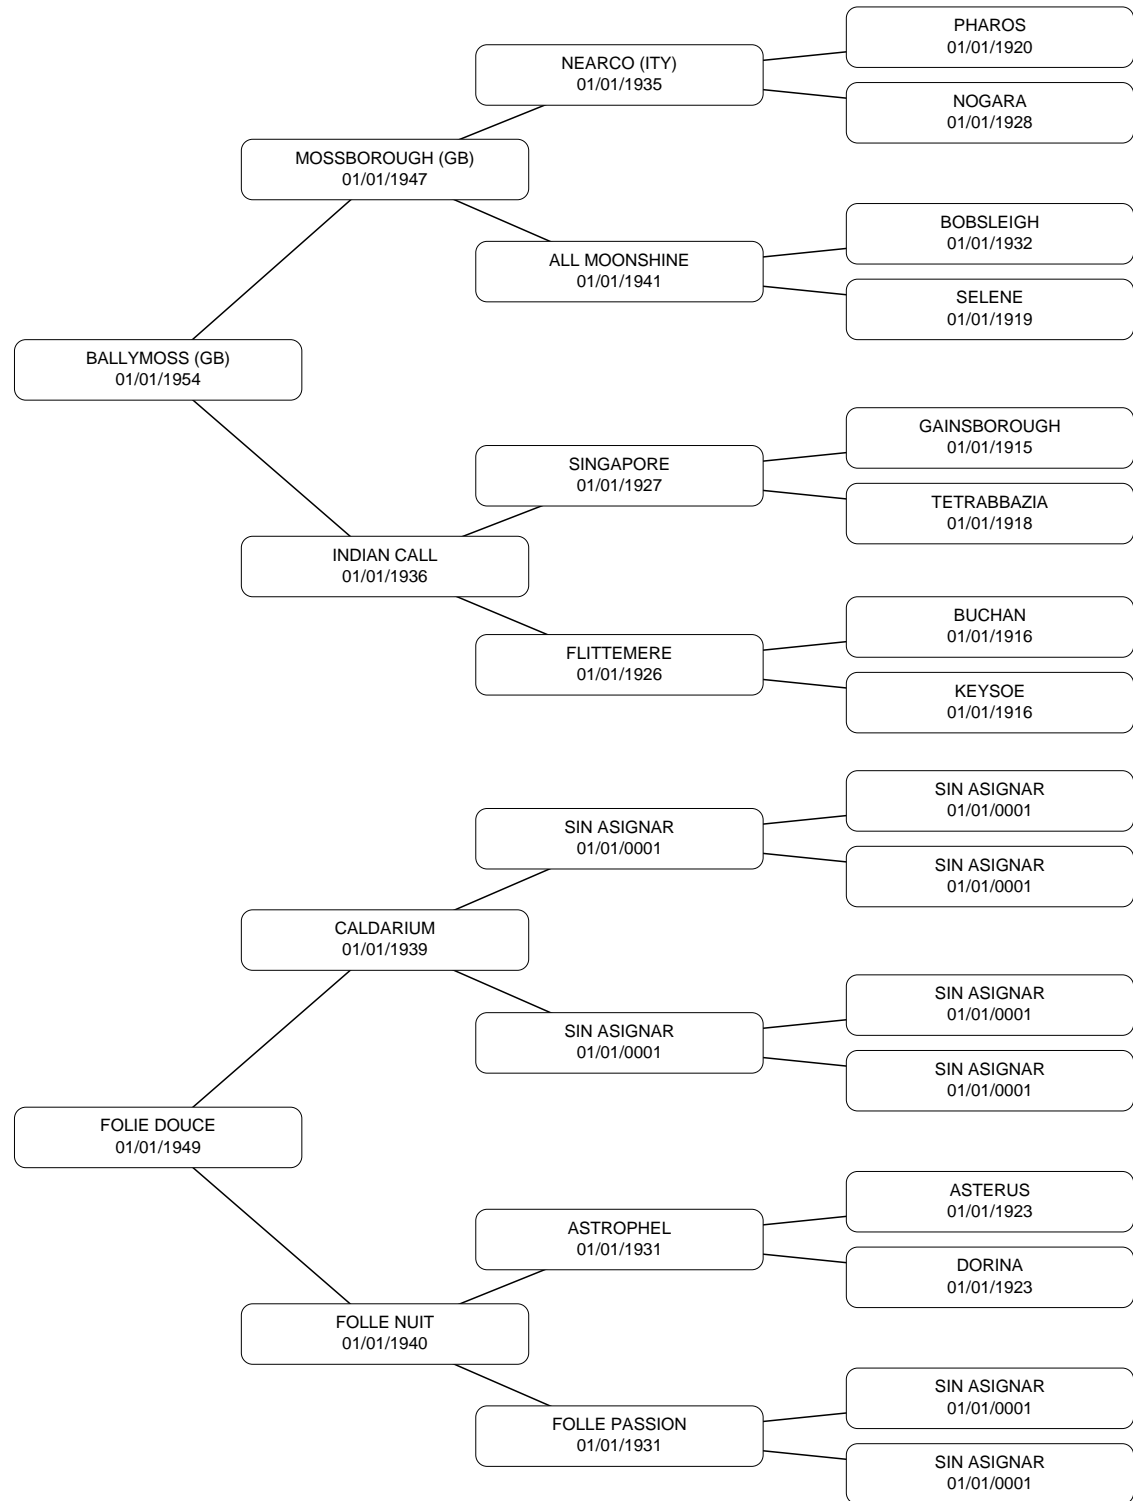 PHAROS
01/01/1920
NEARCO (ITY)
01/01/1935
NOGARA
01/01/1928
MOSSBOROUGH (GB)
01/01/1947
BOBSLEIGH
01/01/1932
ALL MOONSHINE
01/01/1941
SELENE
01/01/1919
BALLYMOSS (GB)
01/01/1954
GAINSBOROUGH
01/01/1915
SINGAPORE
01/01/1927
TETRABBAZIA
01/01/1918
INDIAN CALL
01/01/1936
BUCHAN
01/01/1916
FLITTEMERE
01/01/1926
KEYSOE
01/01/1916
SIN ASIGNAR
01/01/0001
SIN ASIGNAR
01/01/0001
SIN ASIGNAR
01/01/0001
CALDARIUM
01/01/1939
SIN ASIGNAR
01/01/0001
SIN ASIGNAR
01/01/0001
SIN ASIGNAR
01/01/0001
FOLIE DOUCE
01/01/1949
ASTERUS
01/01/1923
ASTROPHEL
01/01/1931
DORINA
01/01/1923
FOLLE NUIT
01/01/1940
SIN ASIGNAR
01/01/0001
FOLLE PASSION
01/01/1931
SIN ASIGNAR
01/01/0001